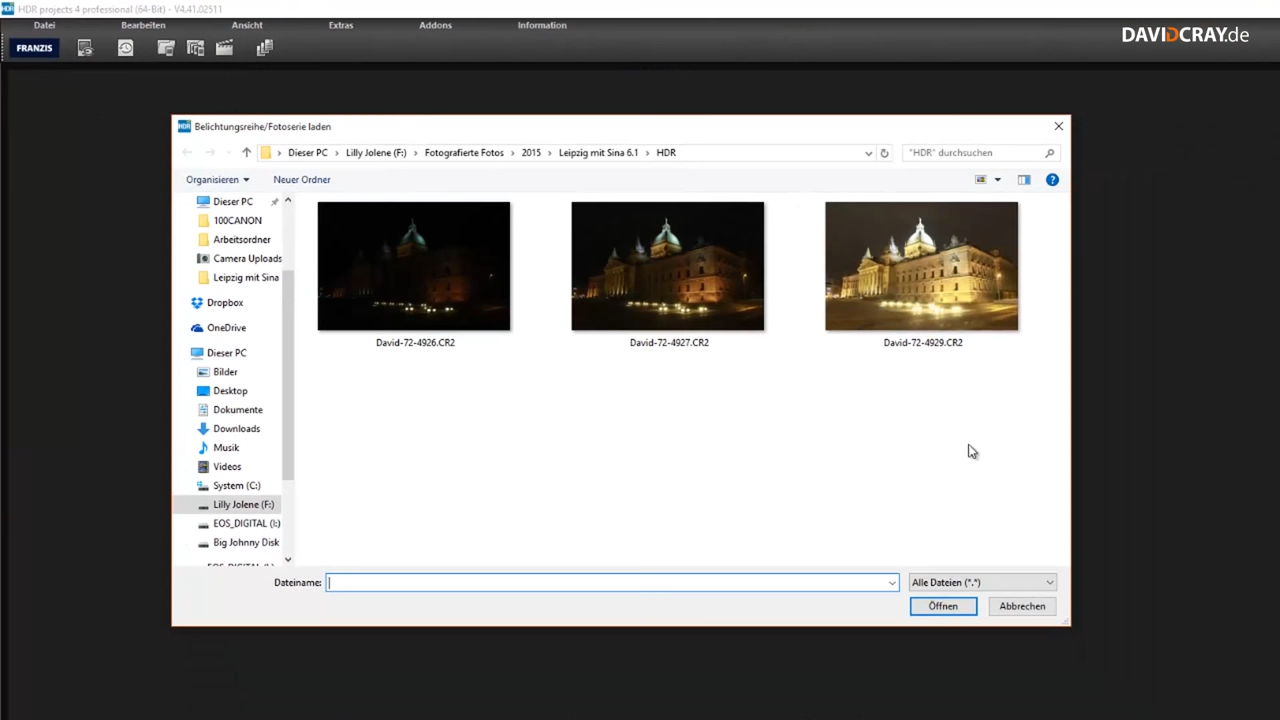 HDR projects 4 professional (64-Bit) - V4.41.02511
Datei Bearbeiten Ansicht Extras Addons Information
FRANZIS
DAVIDCRAY.de
Belichtungsreihe/Fotoserie laden
Dieser PC > Lilly Jolene (F:) > Fotografierte Fotos > 2015 > Leipzig mit Sina 6.1 > HDR
"HDR" durchsuchen
Organisieren Neuer Ordner
Dieser PC
100CANON
Arbeitsordner
Camera Uploads
Leipzig mit Sina
Dropbox
OneDrive
Dieser PC
Bilder
Desktop
Dokumente
Downloads
Musik
Videos
System (C:)
Lilly Jolene (F:)
EOS_DIGITAL (I:)
Big Johnny Disk
David-72-4926.CR2
David-72-4927.CR2
David-72-4929.CR2
Dateiname:
Alle Dateien (*.*)
Öffnen
Abbrechen